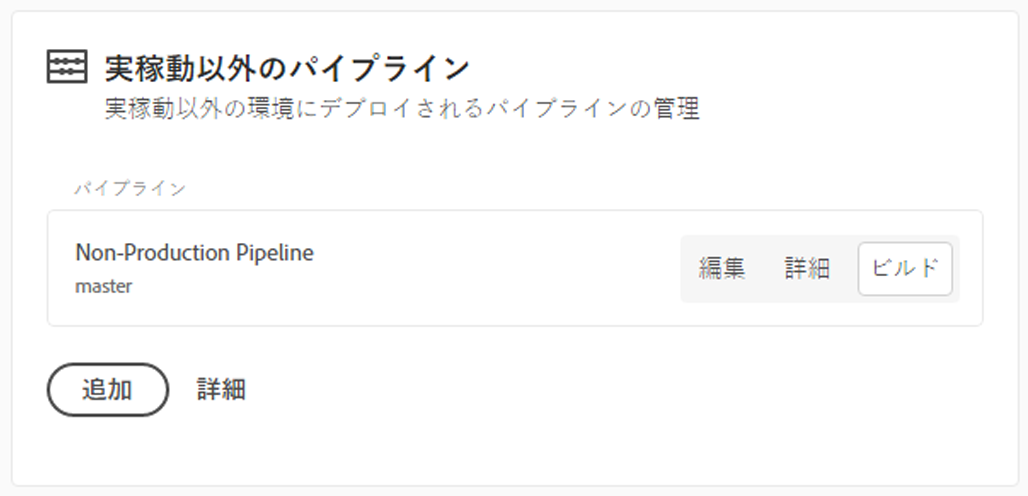 実稼動以外のパイプライン
実稼動以外の環境にデプロイされるパイプラインの管理
パイプライン
Non-Production Pipeline
master
編集 詳細 ビルド
追加 詳細